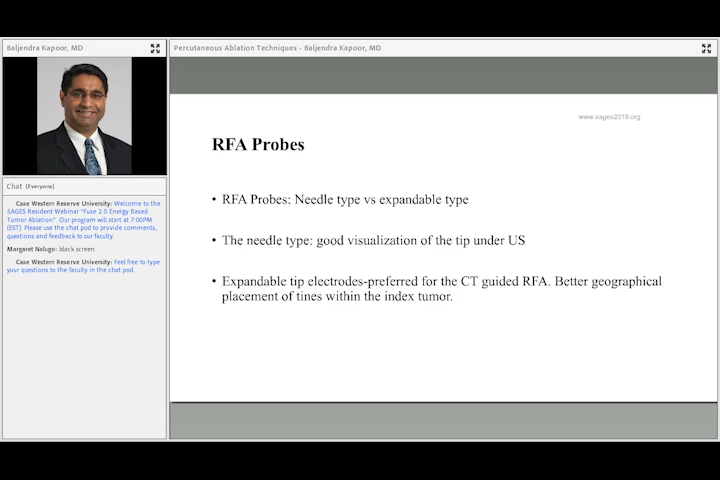 Baljendra Kapoor, MD
Percutaneous Ablation Techniques - Baljendra Kapoor, MD
Chat (Everyone)
Case Western Reserve University: Welcome to the
SAGES Resident Webinar "Fuse 2.0 Energy Based
Tumor Ablation". Our program will start at 7:00PM
(EST). Please use the chat pod to provide comments,
questions and feedback to our faculty.
Margaret Nalugo: black screen
Case Western Reserve University: Feel free to type
your questions to the faculty in the chat pod.
www.sages2019.org
RFA Probes
• RFA Probes: Needle type vs expandable type
• The needle type: good visualization of the tip under US
• Expandable tip electrodes-preferred for the CT guided RFA. Better geographical
placement of tines within the index tumor.